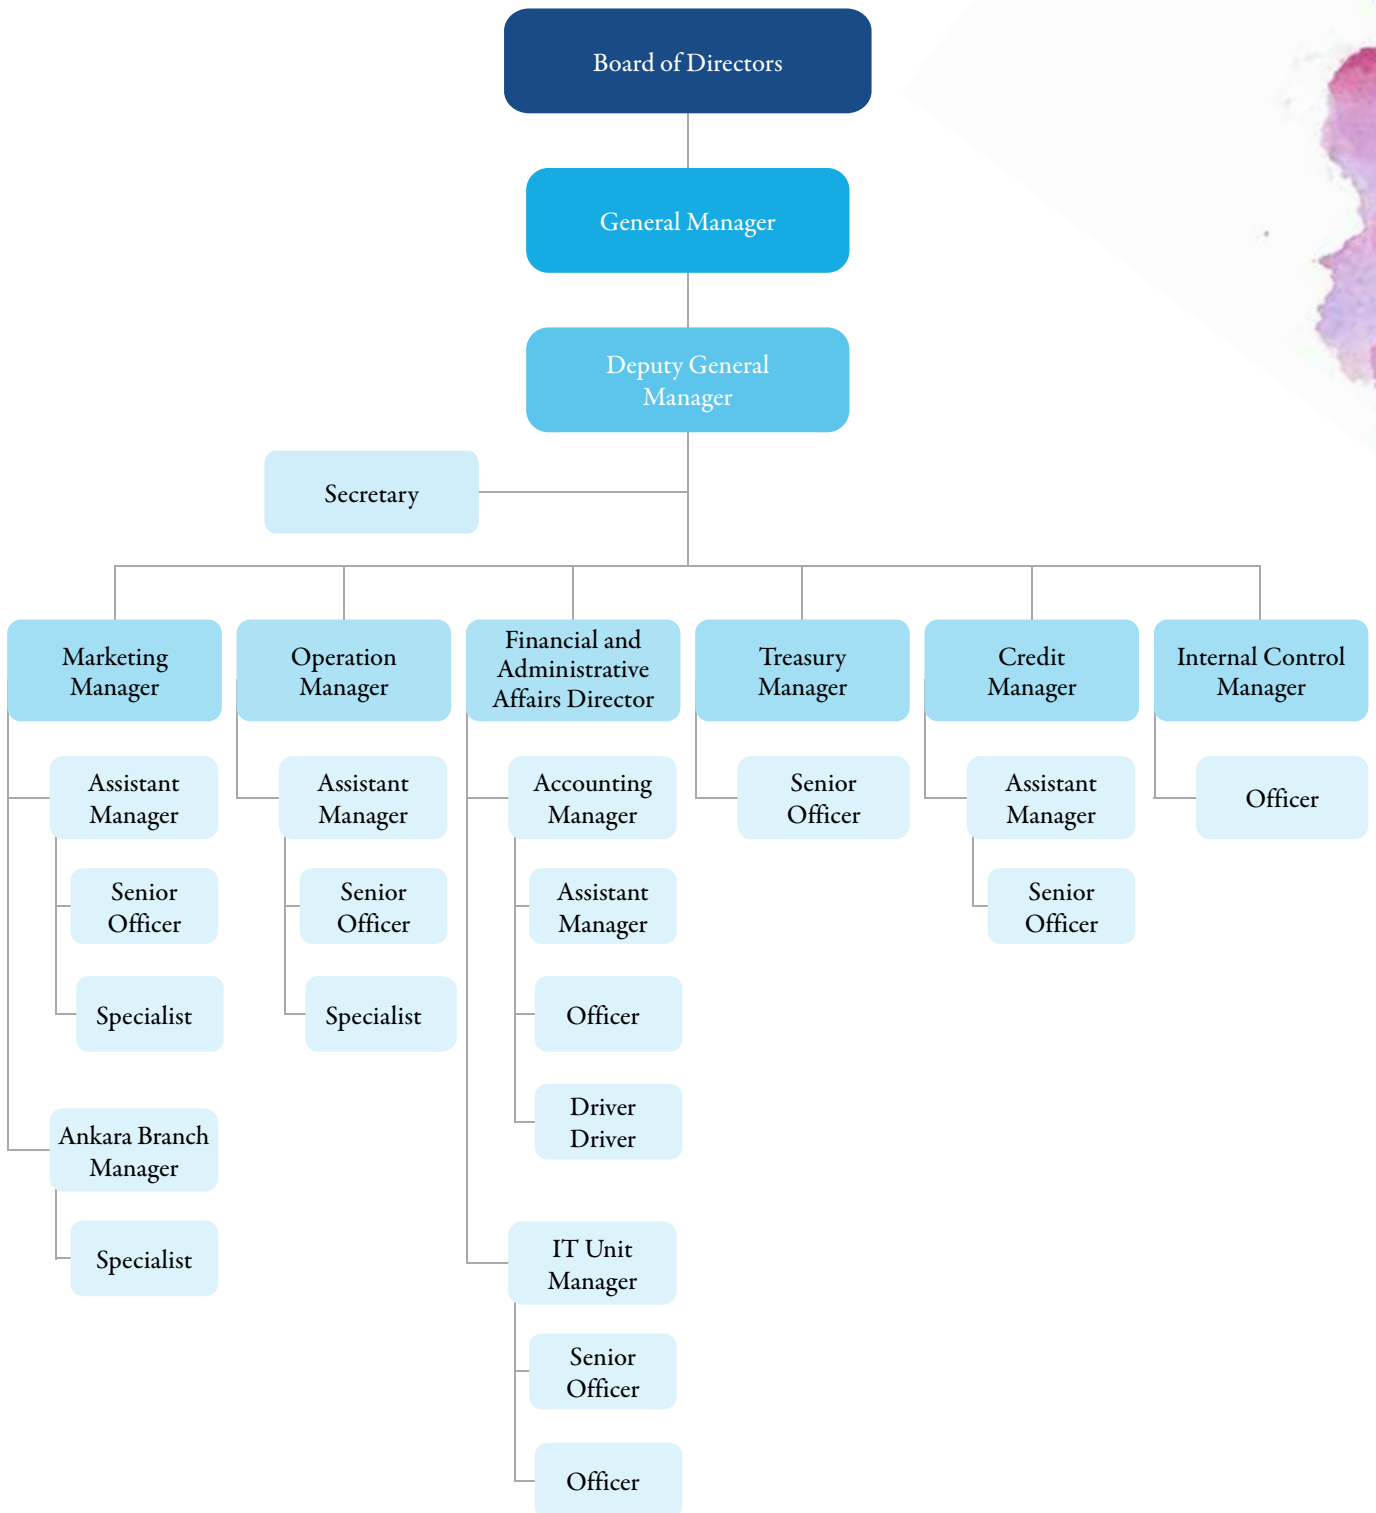 Board of Directors
General Manager
Deputy General
Manager
Secretary
Marketing
Manager
Assistant
Manager
Senior
Officer
Specialist
Ankara Branch
Manager
Specialist
Operation
Manager
Assistant
Manager
Senior
Officer
Specialist
Financial and
Administrative
Affairs Director
Accounting
Manager
Assistant
Manager
Officer
Driver
Driver
IT Unit
Manager
Senior
Officer
Officer
Treasury
Manager
Senior
Officer
Credit
Manager
Assistant
Manager
Senior
Officer
Internal Control
Manager
Officer